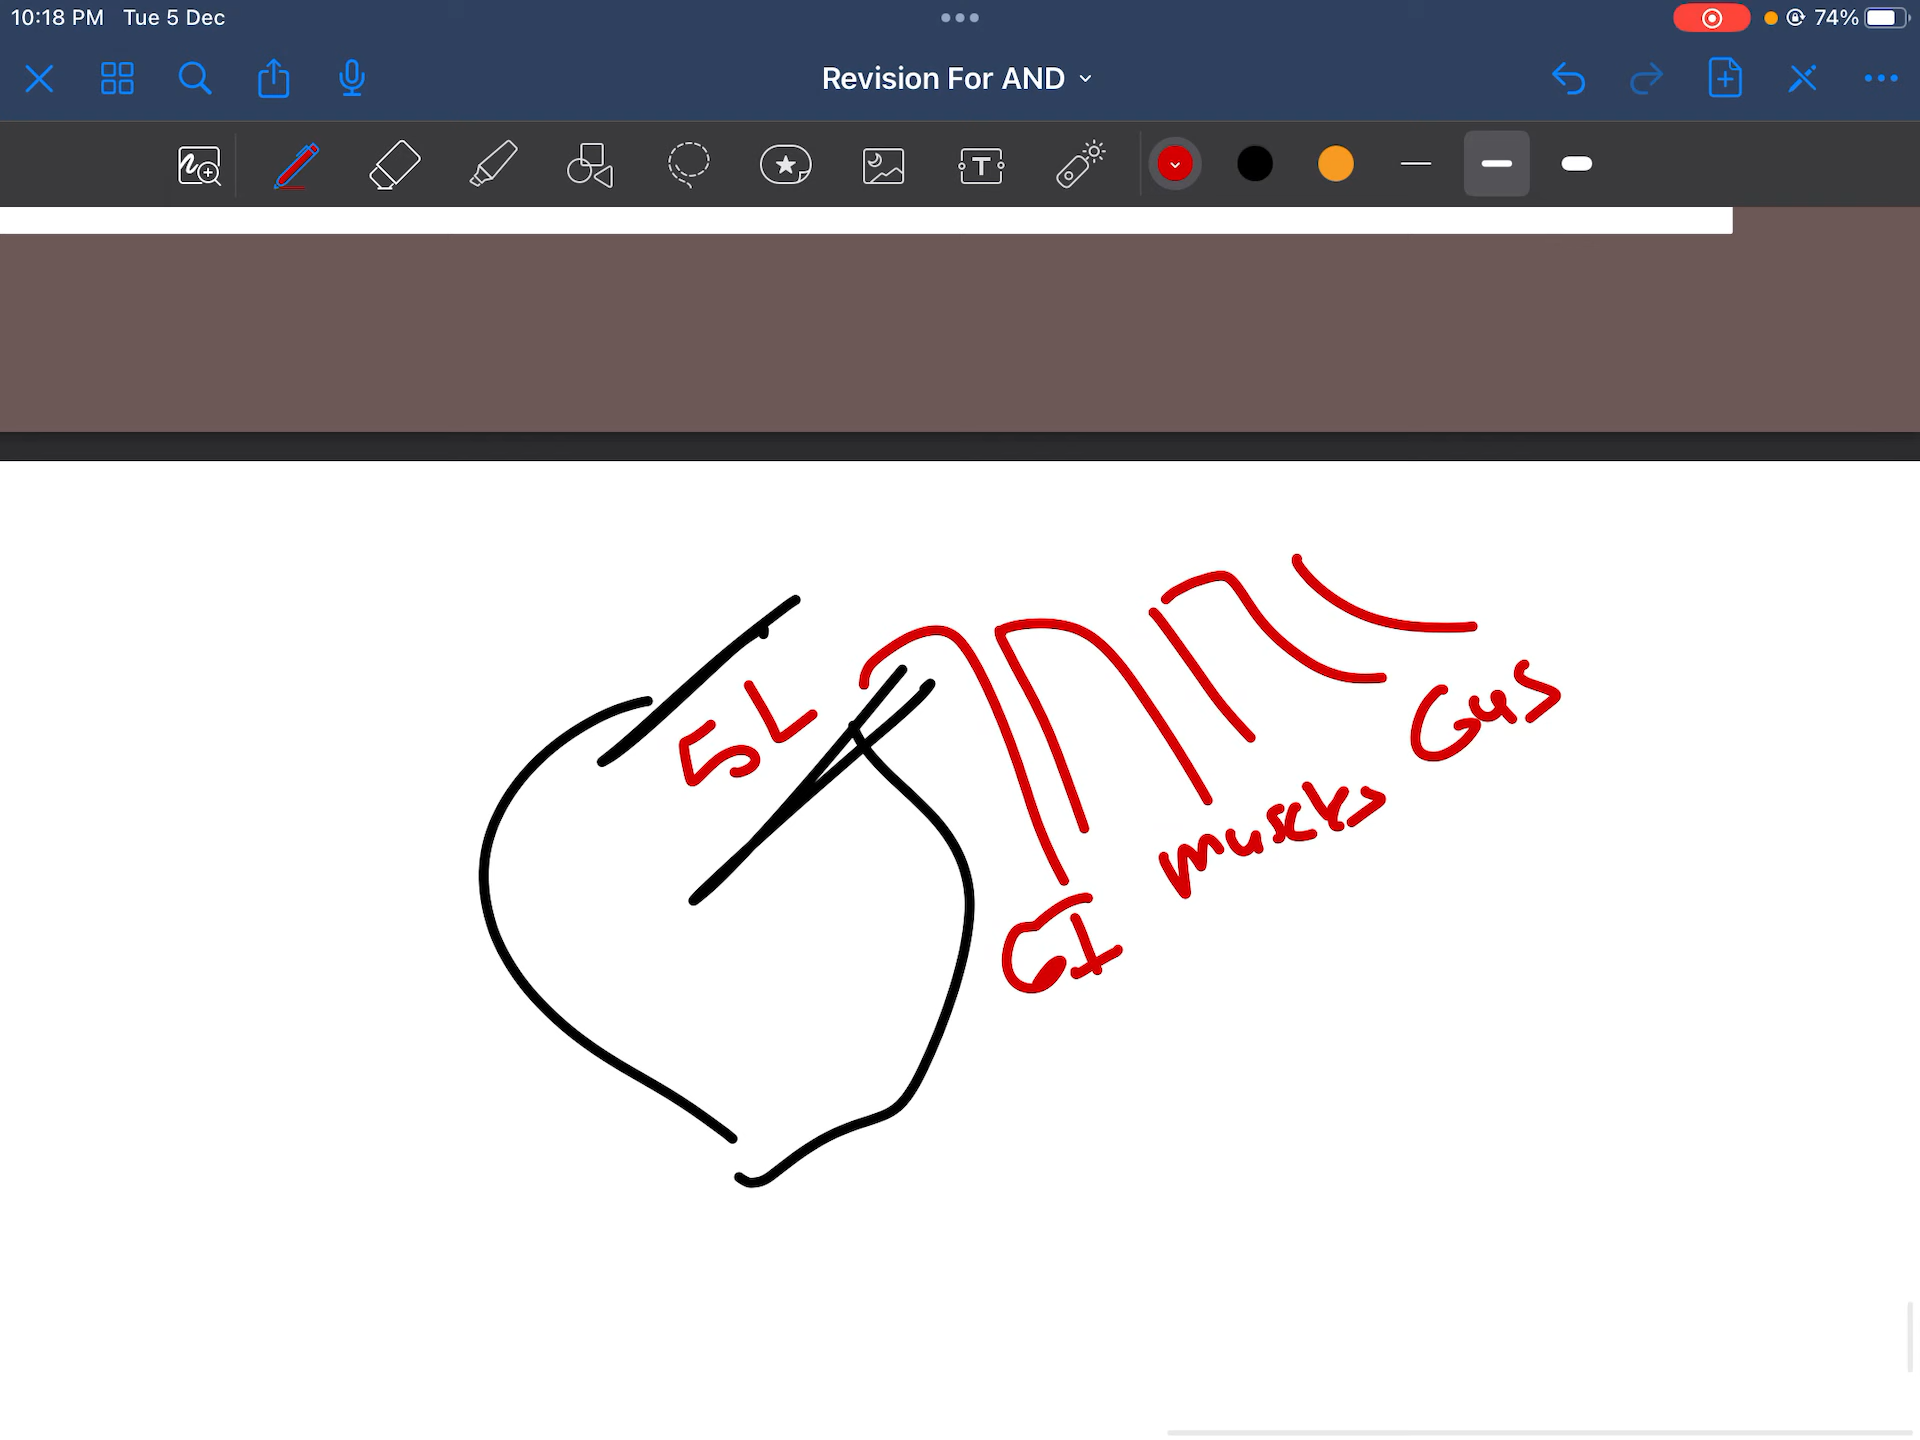 10:18 PM Tue 5 Dec
74%
Revision For AND
T
5L
GI
muscles
Gus